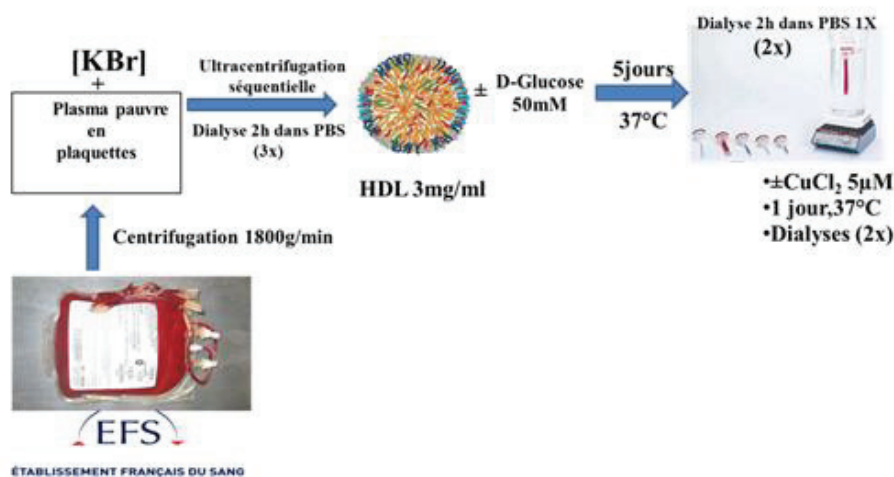 [KBr]
+
Plasma pauvre
en
plaquettes
Ultracentrifugation
séquentielle
Dialyse 2h dans PBS
(3x)
HDL 3mg/ml
± D-Glucose
50mM
5jours
37°C
Dialyse 2h dans PBS 1X
(2x)
•±CuCl₂ 5µM
•1 jour,37°C
•Dialyses (2x)
Centrifugation 1800g/min
EFS
ÉTABLISSEMENT FRANÇAIS DU SANG